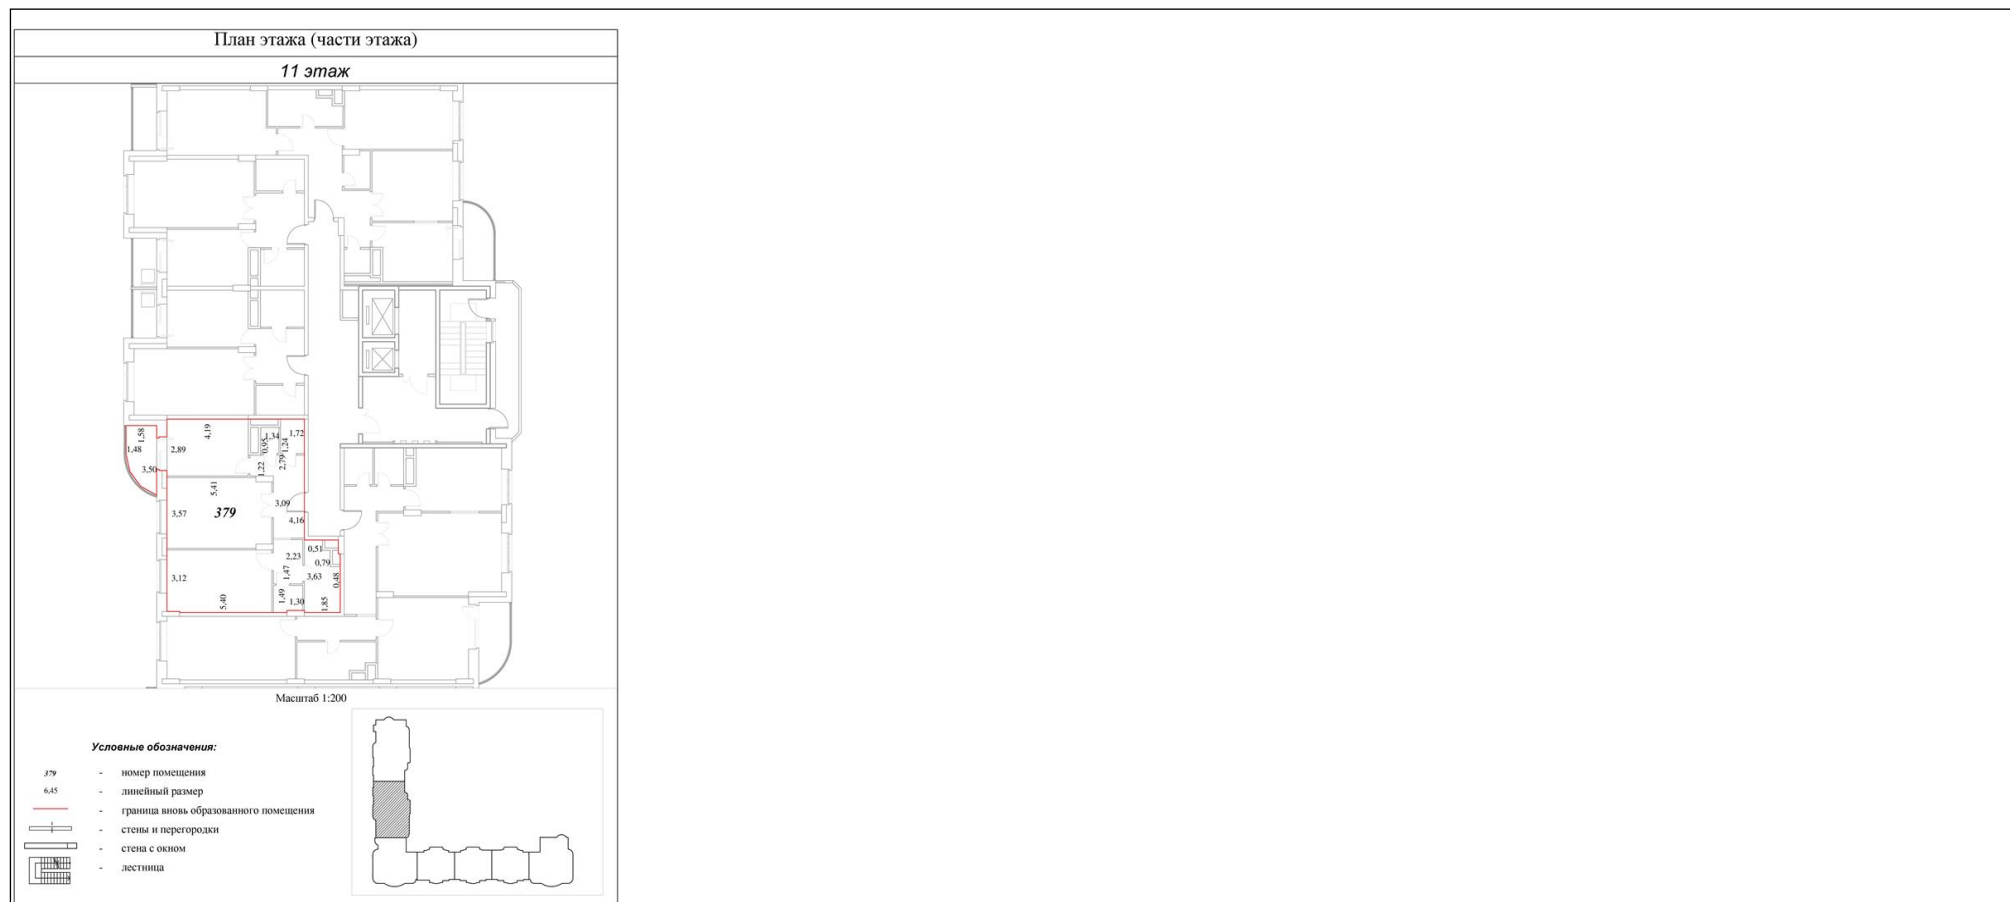 План этажа (части этажа)
11 этаж
1,58
4,19
1,34
1,72
1,48
2,89
0,95
1,24
3,50
1,22
2,79
5,41
3,09
3,57
379
4,16
0,51
2,23
0,79
3,12
1,47
3,63
0,48
5,40
1,49
1,30
1,85
Масштаб 1:200
Условные обозначения:
379 - номер помещения
6,45 - линейный размер
- граница вновь образованного помещения
- стены и перегородки
- стена с окном
- лестница